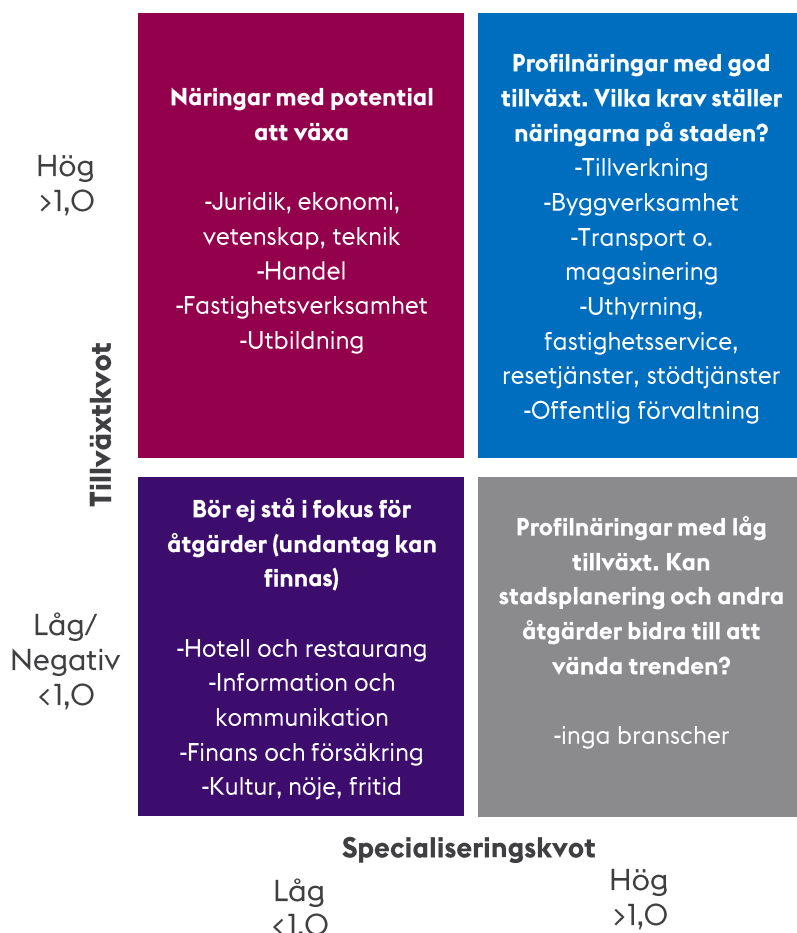 Hög
>1,0
Näringar med potential
att växa
-Juridik, ekonomi,
vetenskap, teknik
-Handel
-Fastighetsverksamhet
-Utbildning
Profilnäringar med god
tillväxt. Vilka krav ställer
näringarna på staden?
-Tillverkning
-Byggverksamhet
-Transport o.
magasinering
-Uthyrning,
fastighetsservice,
resetjänster, stödtjänster
-Offentlig förvaltning
Tillväxtkvot
Låg/
Negativ
<1,0
Bör ej stå i fokus för
åtgärder (undantag kan
finnas)
-Hotell och restaurang
-Information och
kommunikation
-Finans och försäkring
-Kultur, nöje, fritid
Profilnäringar med låg
tillväxt. Kan
stadsplanering och andra
åtgärder bidra till att
vända trenden?
-inga branscher
Specialiseringskvot
Låg
<1,0
Hög
>1,0